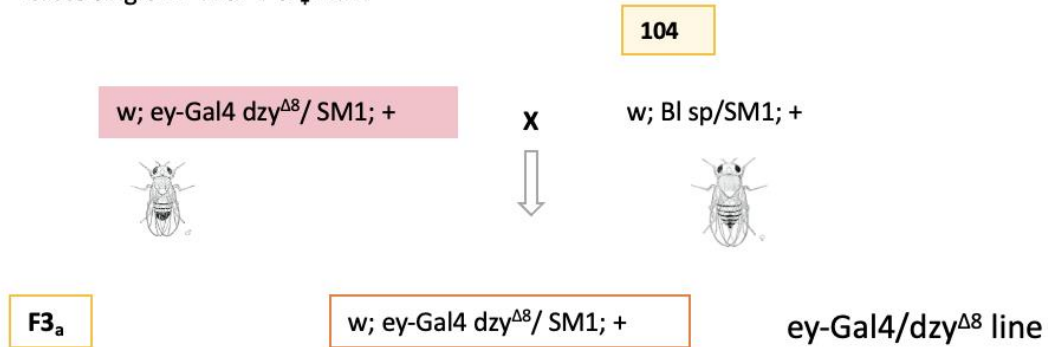 104
w; ey-Gal4 dzy^Δ8/ SM1; +
X
w; Bl sp/SM1; +
♂
♀
F3ₐ
w; ey-Gal4 dzy^Δ8/ SM1; +
ey-Gal4/dzy^Δ8 line